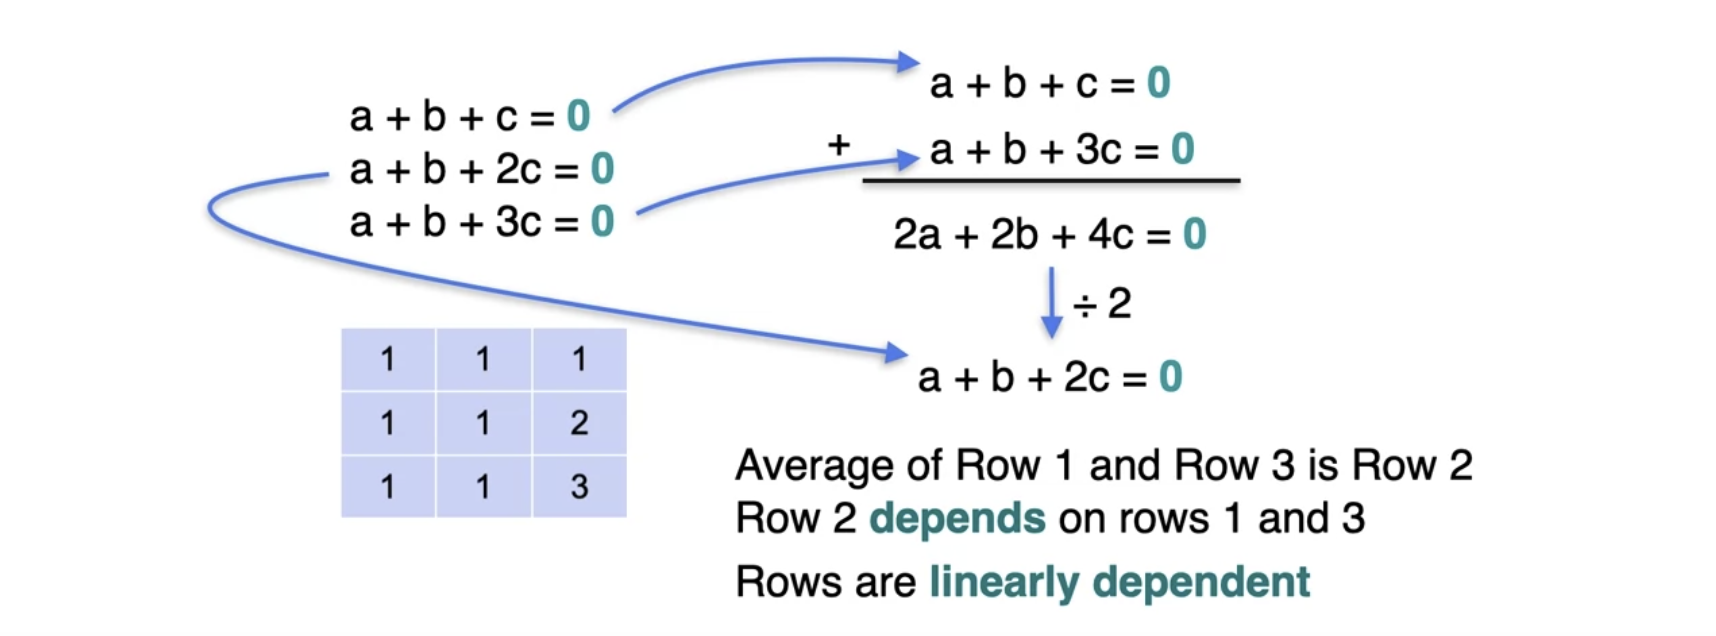 a + b + c = 0
a + b + 2c = 0
a + b + 3c = 0
a + b + c = 0
+
a + b + 3c = 0
2a + 2b + 4c = 0
÷ 2
a + b + 2c = 0
1 1 1
1 1 2
1 1 3
Average of Row 1 and Row 3 is Row 2
Row 2 depends on rows 1 and 3
Rows are linearly dependent